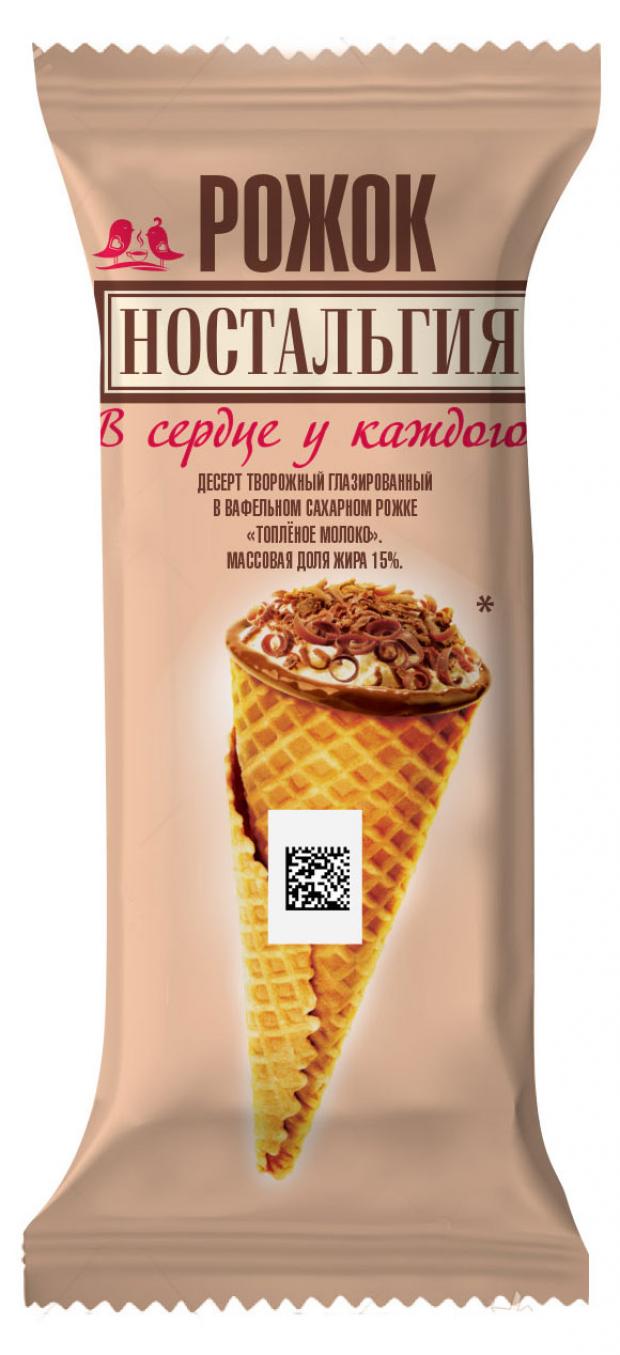 РОЖОК
НОСТАЛЬГИЯ
В сердце у каждого
ДЕСЕРТ ТВОРОЖНЫЙ ГЛАЗИРОВАННЫЙ
В ВАФЕЛЬНОМ САХАРНОМ РОЖКЕ
«ТОПЛЁНОЕ МОЛОКО».
МАССОВАЯ ДОЛЯ ЖИРА 15%.
*